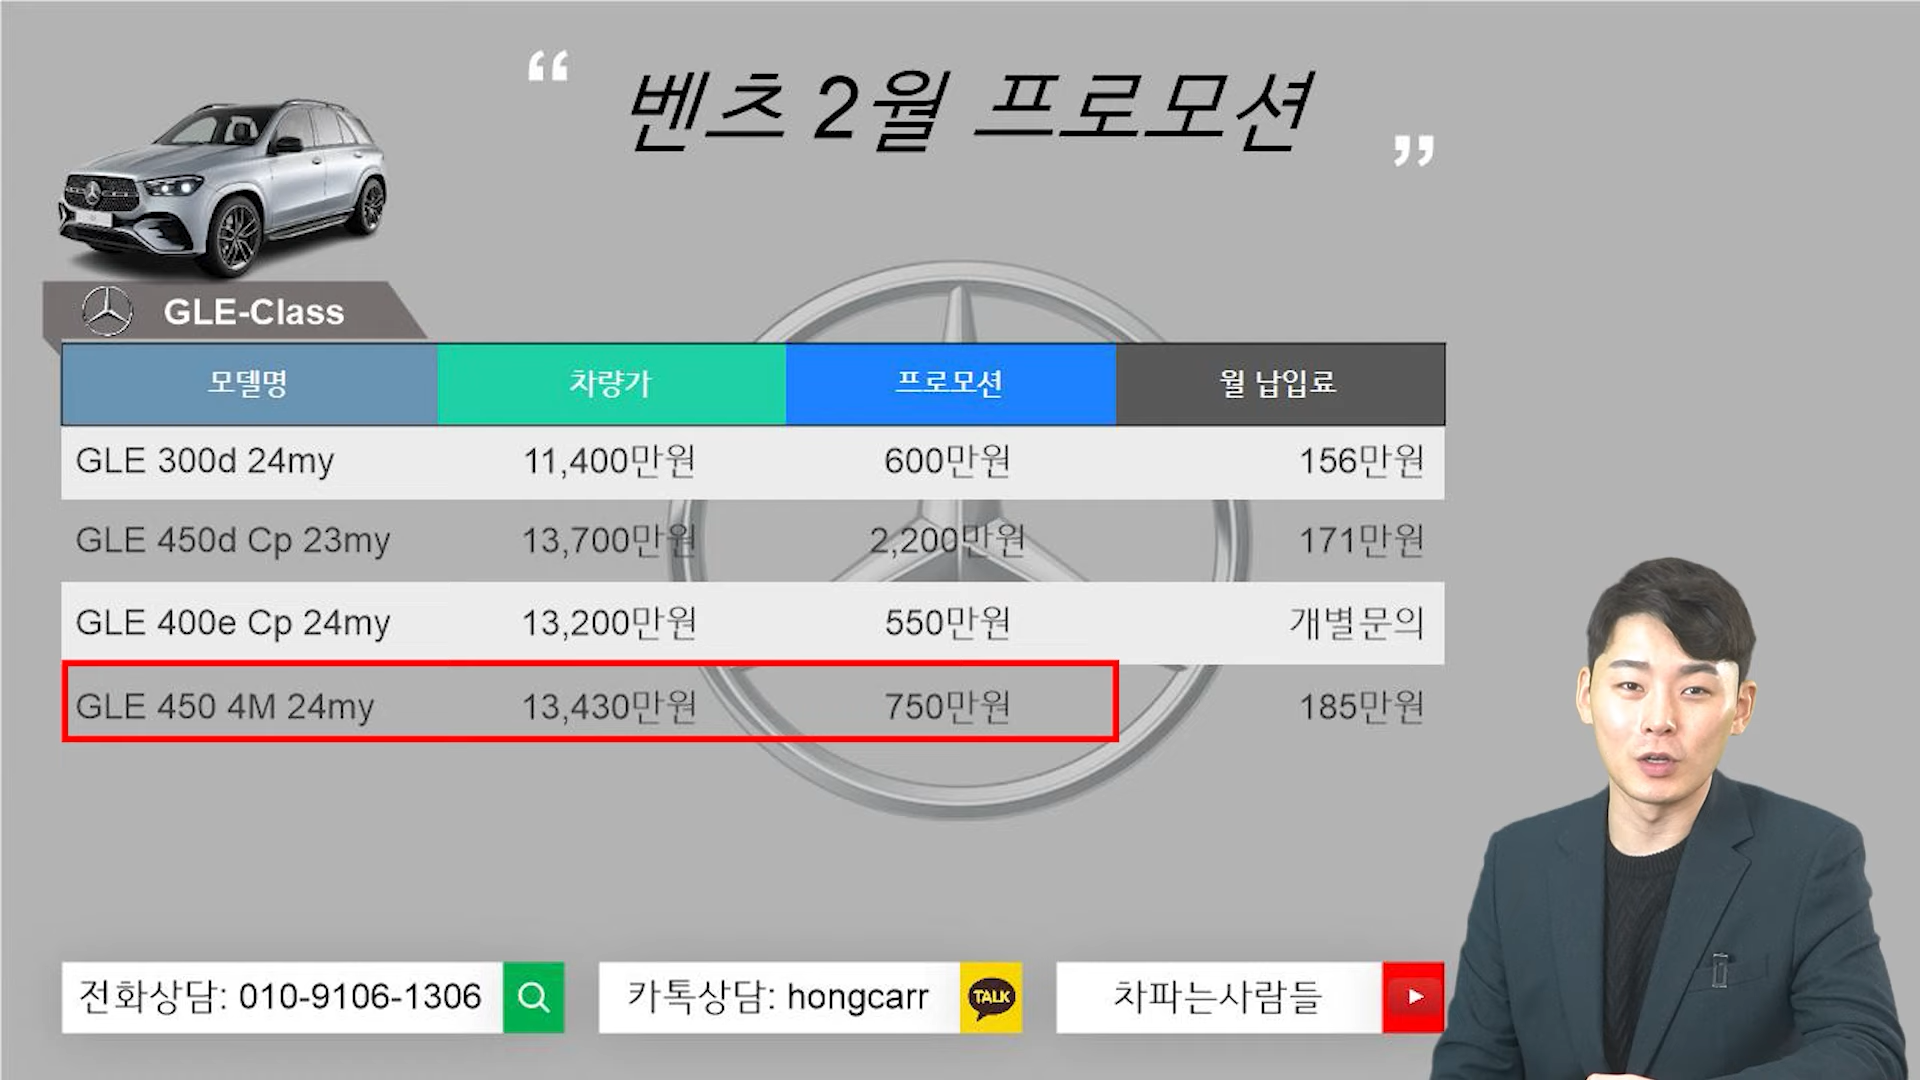 “ 벤츠 2월 프로모션 ”
GLE-Class
모델명 차량가 프로모션 월 납입료
GLE 300d 24my 11,400만원 600만원 156만원
GLE 450d Cp 23my 13,700만원 2,200만원 171만원
GLE 400e Cp 24my 13,200만원 550만원 개별문의
GLE 450 4M 24my 13,430만원 750만원 185만원
전화상담: 010-9106-1306
카톡상담: hongcarr TALK
차파는사람들